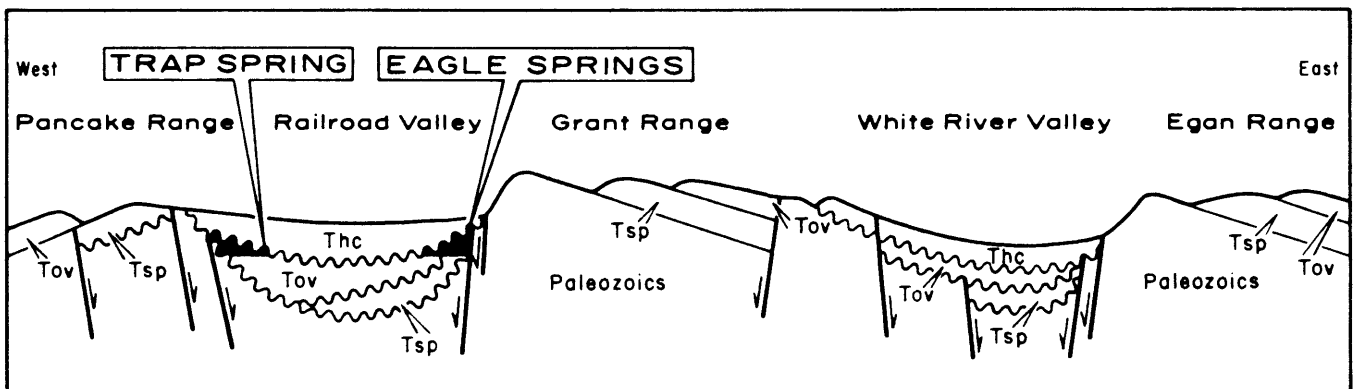 TRAP SPRING EAGLE SPRINGS
West East
Pancake Range Railroad Valley Grant Range White River Valley Egan Range
Tov Tsp Thc Tov Tsp Tsp Tov Paleozoics Thc Tov Tsp Paleozoics Tsp Tov